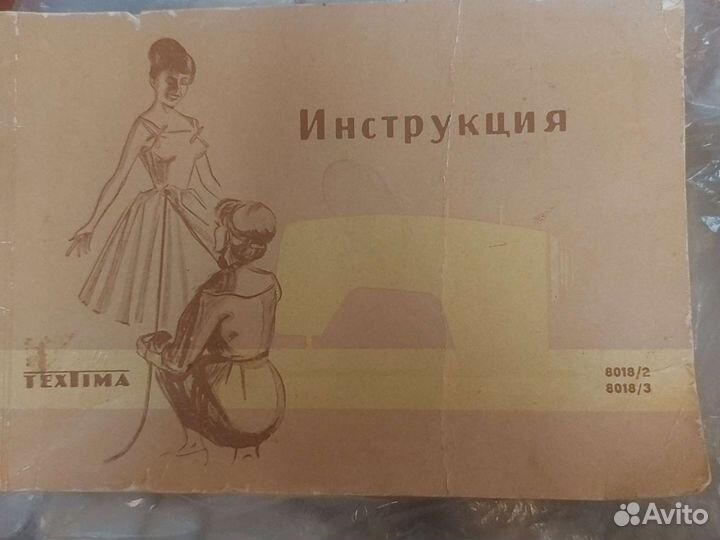 Инструкция
TEXTIMA
8018/2
8018/3
Avito